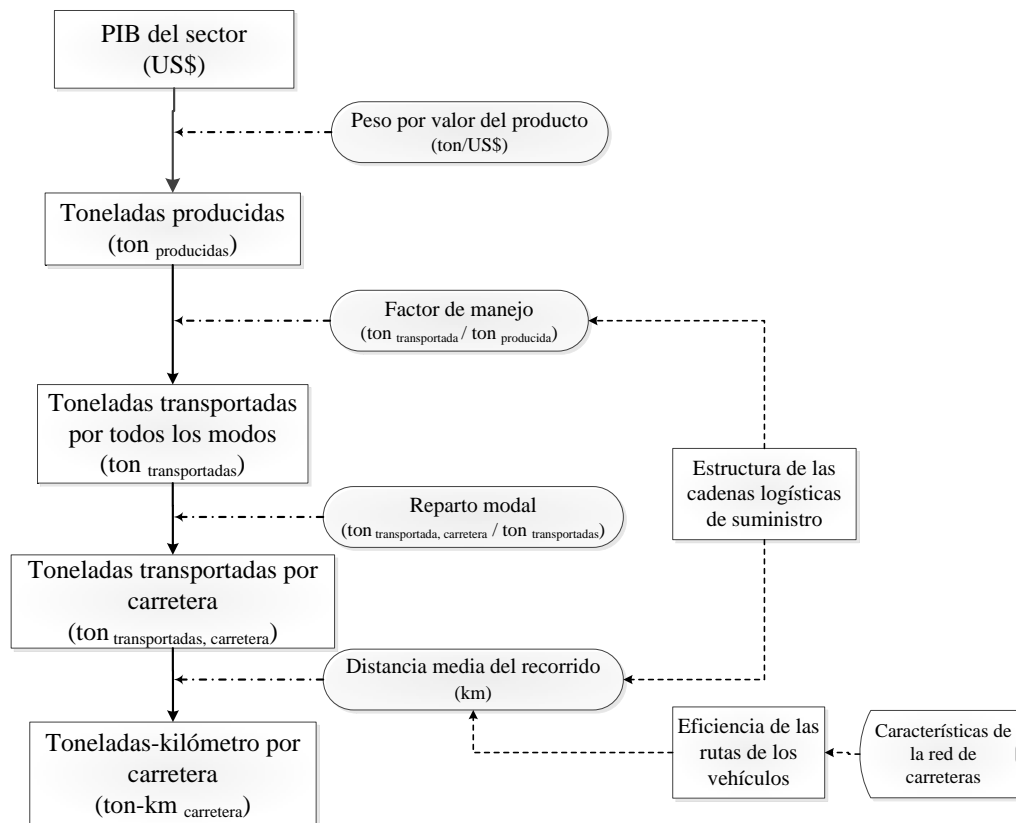 PIB del sector
(US$)
Peso por valor del producto
(ton/US$)
Toneladas producidas
(ton producidas)
Factor de manejo
(ton transportada / ton producida)
Toneladas transportadas
por todos los modos
(ton transportadas)
Estructura de las
cadenas logísticas
de suministro
Reparto modal
(ton transportada, carretera / ton transportadas)
Toneladas transportadas por
carretera
(ton transportadas, carretera)
Distancia media del recorrido
(km)
Toneladas-kilómetro por
carretera
(ton-km carretera)
Eficiencia de las
rutas de los
vehículos
Características de
la red de
carreteras